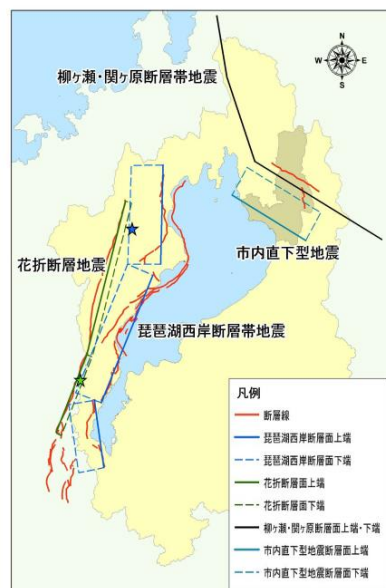 N
W
E
S
柳ヶ瀬・関ヶ原断層帯地震
花折断層地震
市内直下型地震
琵琶湖西岸断層帯地震
凡例
断層線
琵琶湖西岸断層面上端
琵琶湖西岸断層面下端
花折断層面上端
花折断層面下端
柳ヶ瀬・関ヶ原断層面上端・下端
市内直下型地震断層面上端
市内直下型地震断層面下端